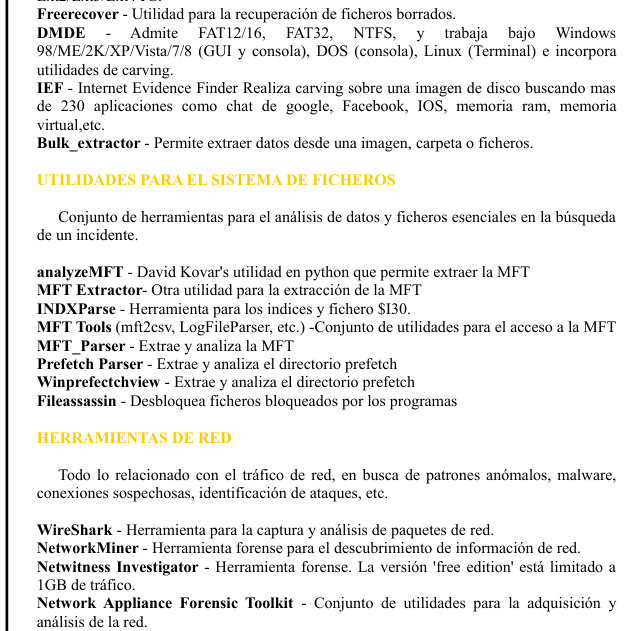 Freerecover - Utilidad para la recuperación de ficheros borrados.
DMDE - Admite FAT12/16, FAT32, NTFS, y trabaja bajo Windows
98/ME/2K/XP/Vista/7/8 (GUI y consola), DOS (consola), Linux (Terminal) e incorpora
utilidades de carving.
IEF - Internet Evidence Finder Realiza carving sobre una imagen de disco buscando mas
de 230 aplicaciones como chat de google, Facebook, IOS, memoria ram, memoria
virtual,etc.
Bulk_extractor - Permite extraer datos desde una imagen, carpeta o ficheros.
UTILIDADES PARA EL SISTEMA DE FICHEROS
Conjunto de herramientas para el análisis de datos y ficheros esenciales en la búsqueda
de un incidente.
analyzeMFT - David Kovar's utilidad en python que permite extraer la MFT
MFT Extractor- Otra utilidad para la extracción de la MFT
INDXParse - Herramienta para los indices y fichero $I30.
MFT Tools (mft2csv, LogFileParser, etc.) -Conjunto de utilidades para el acceso a la MFT
MFT_Parser - Extrae y analiza la MFT
Prefetch Parser - Extrae y analiza el directorio prefetch
Winprefectchview - Extrae y analiza el directorio prefetch
Fileassassin - Desbloquea ficheros bloqueados por los programas
HERRAMIENTAS DE RED
Todo lo relacionado con el tráfico de red, en busca de patrones anómalos, malware,
conexiones sospechosas, identificación de ataques, etc.
WireShark - Herramienta para la captura y análisis de paquetes de red.
NetworkMiner - Herramienta forense para el descubrimiento de información de red.
Netwitness Investigator - Herramienta forense. La versión 'free edition' está limitado a
1GB de tráfico.
Network Appliance Forensic Toolkit - Conjunto de utilidades para la adquisición y
análisis de la red.